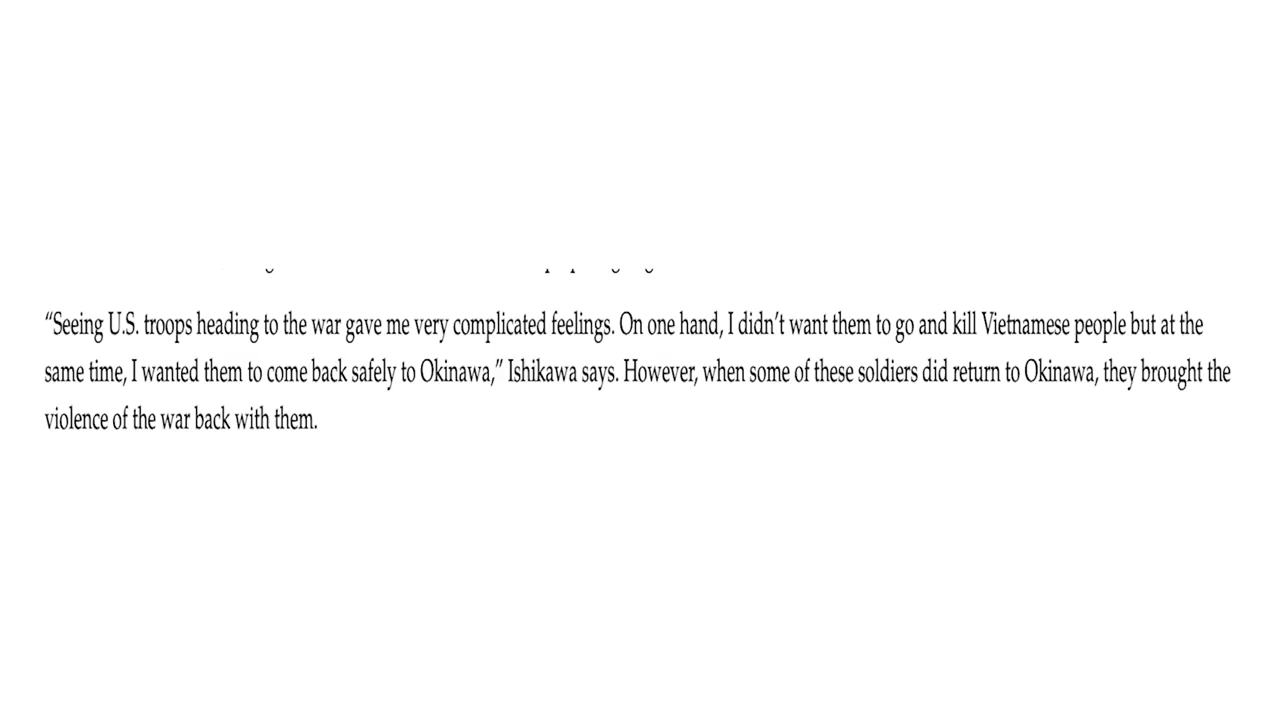 “Seeing U.S. troops heading to the war gave me very complicated feelings. On one hand, I didn’t want them to go and kill Vietnamese people but at the
same time, I wanted them to come back safely to Okinawa,” Ishikawa says. However, when some of these soldiers did return to Okinawa, they brought the
violence of the war back with them.